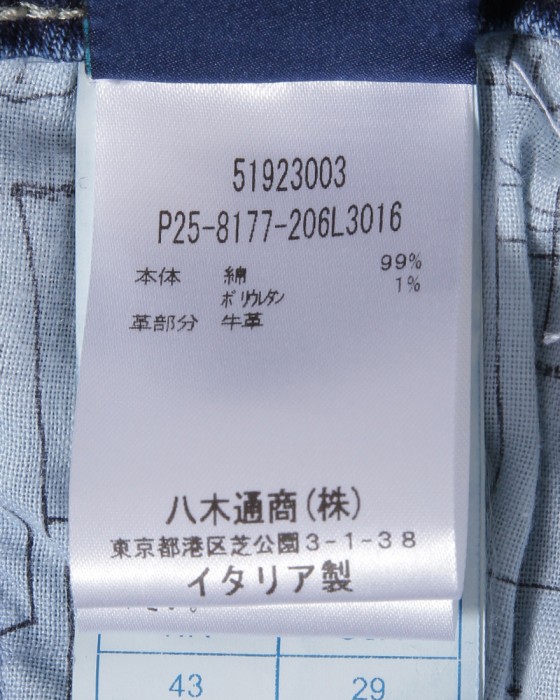 51923003
P25-8177-206L3016
本体 綿 99%
ポリウレタン 1%
革部分 牛革
八木通商(株)
東京都港区芝公園3-1-38
イタリア製
43 29